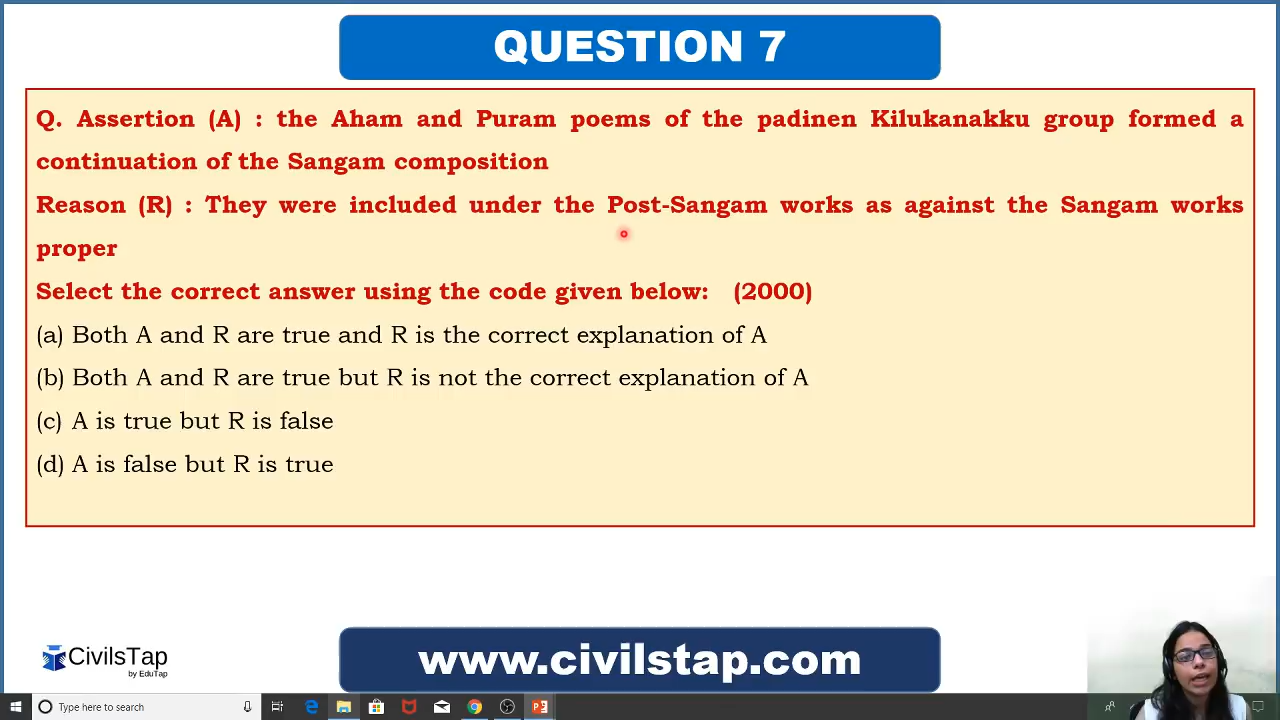 QUESTION 7
Q. Assertion (A) : the Aham and Puram poems of the padinen Kilukanakku group formed a
continuation of the Sangam composition
Reason (R) : They were included under the Post-Sangam works as against the Sangam works
proper
Select the correct answer using the code given below: (2000)
(a) Both A and R are true and R is the correct explanation of A
(b) Both A and R are true but R is not the correct explanation of A
(c) A is true but R is false
(d) A is false but R is true
CivilsTap
by EduTap
www.civilstap.com
Type here to search